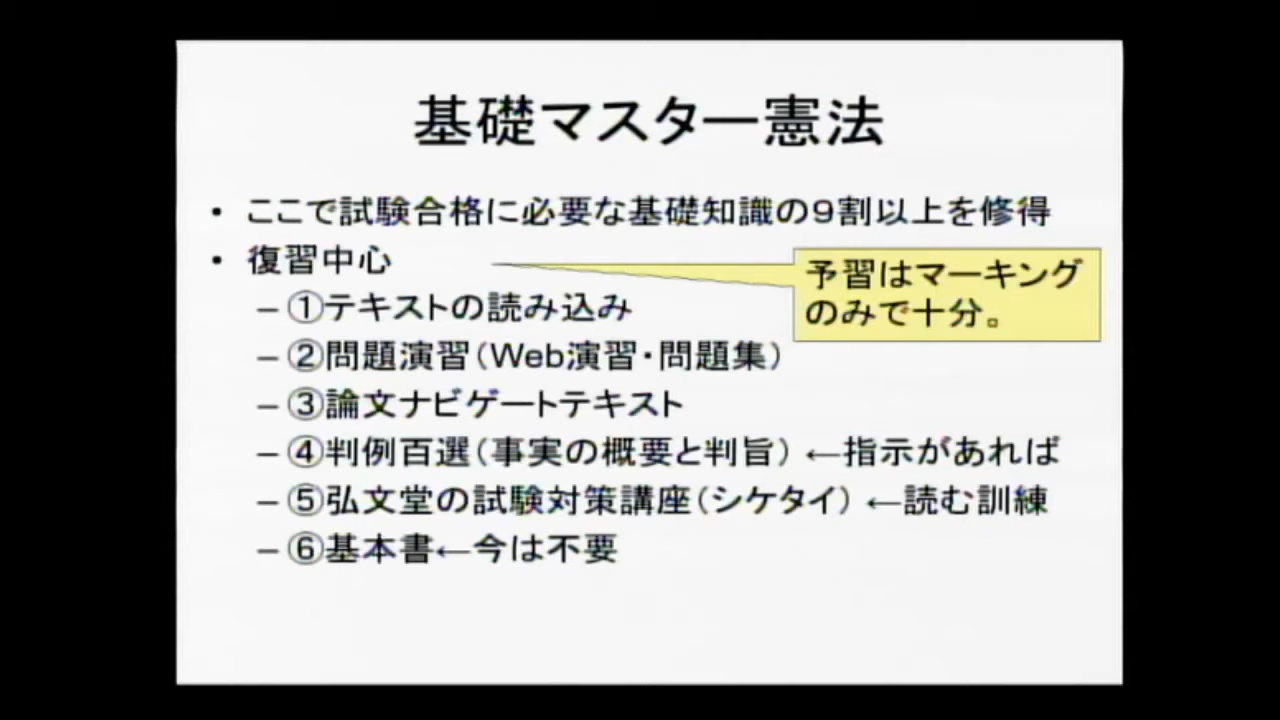 基礎マスター憲法
・ここで試験合格に必要な基礎知識の9割以上を修得
・復習中心
予習はマーキング
のみで十分。
–①テキストの読み込み
–②問題演習(Web演習・問題集)
–③論文ナビゲートテキスト
–④判例百選(事実の概要と判旨)←指示があれば
–⑤弘文堂の試験対策講座(シケタイ)←読む訓練
–⑥基本書←今は不要